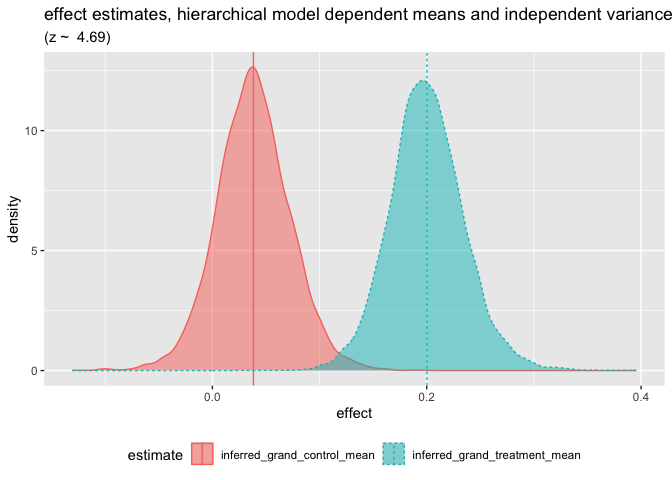 effect estimates, hierarchical model dependent means and independent variance
(z ~ 4.69)
10
5
0
density
0.0 0.2 0.4
effect
estimate inferred_grand_control_mean inferred_grand_treatment_mean